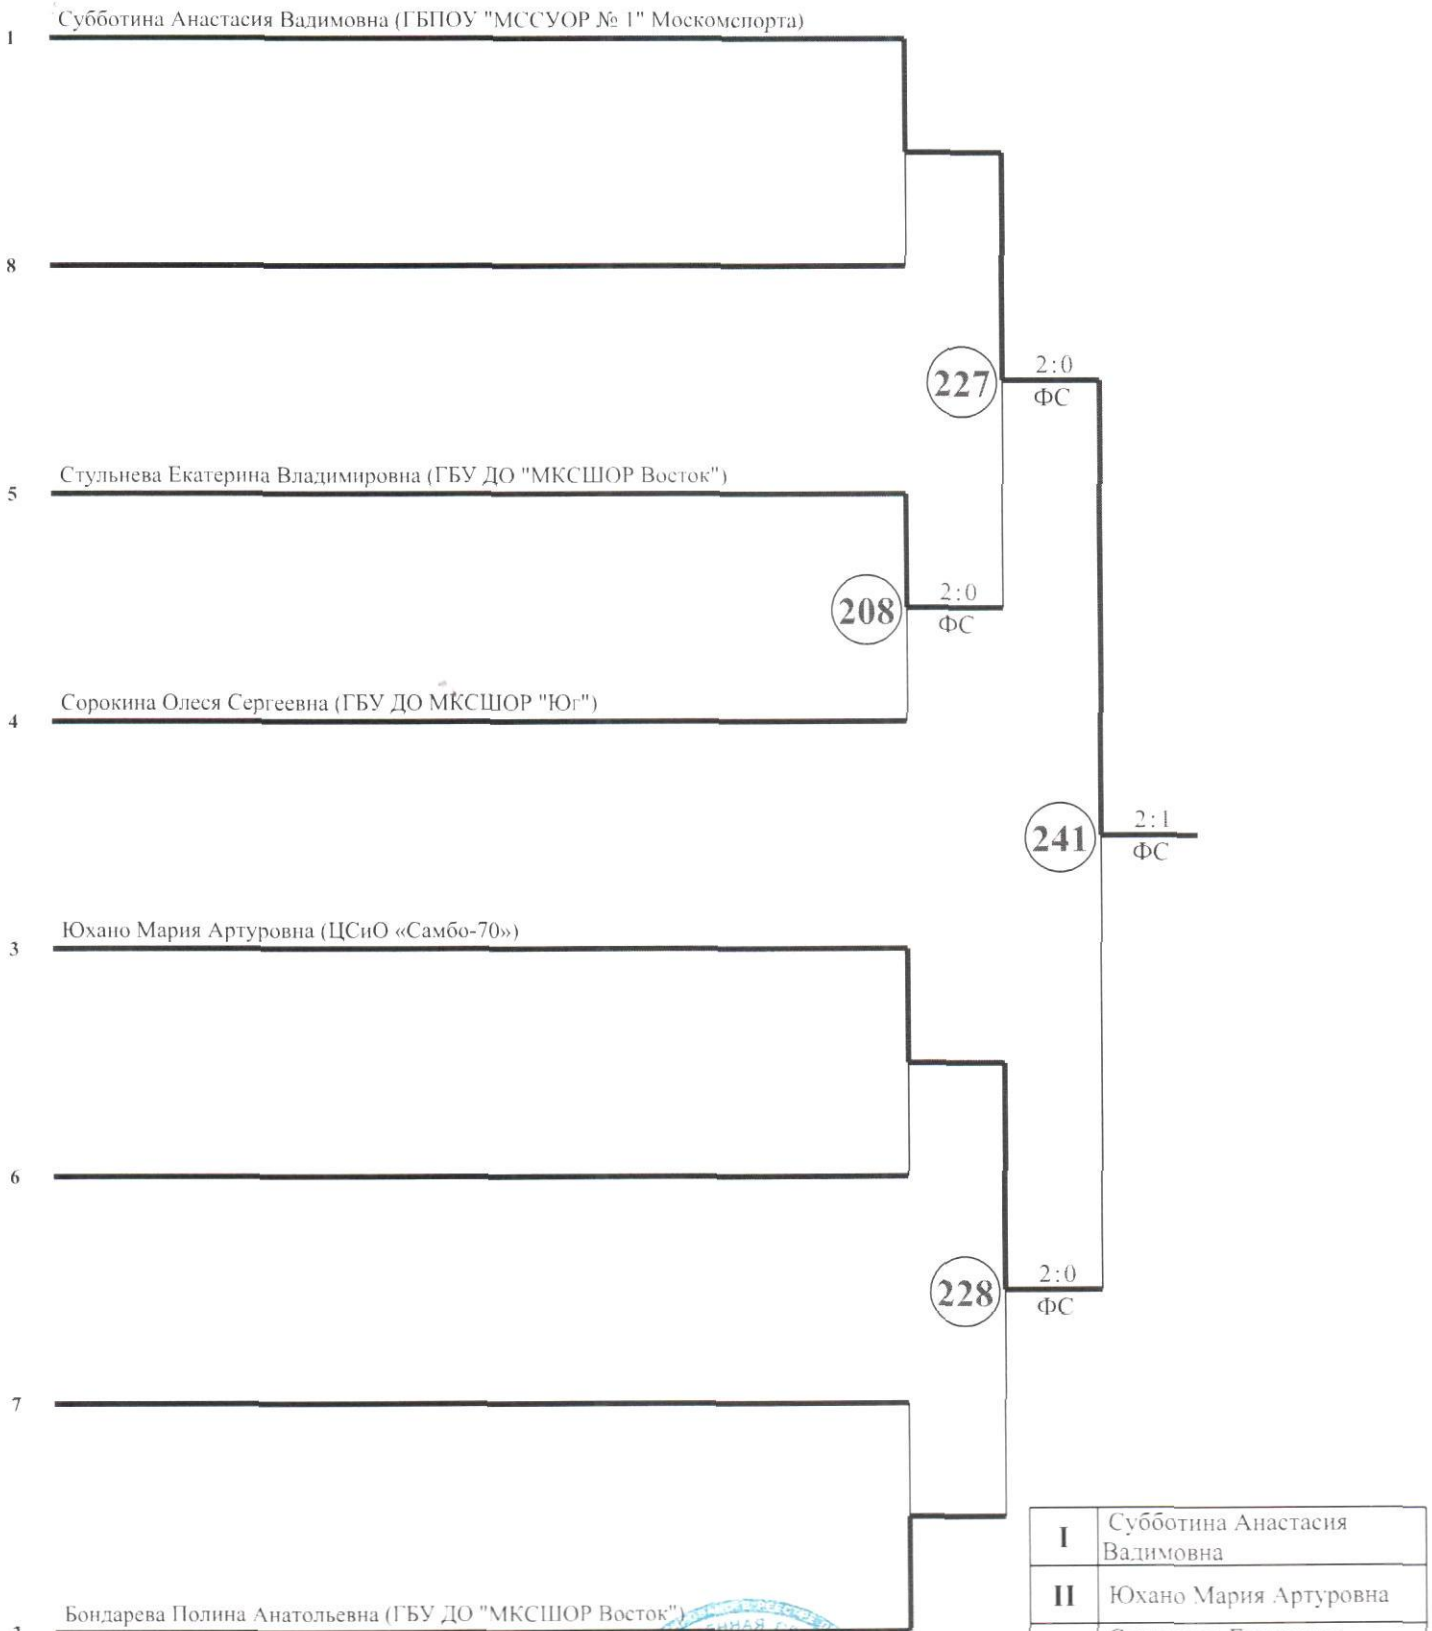 Субботина Анастасия Вадимовна (ГБПОУ "МССУОР № 1" Москомспорта)
1
8
227
2:0
ФС
Стульнева Екатерина Владимировна (ГБУ ДО "МКСШОР Восток")
5
208
2:0
ФС
Сорокина Олеся Сергеевна (ГБУ ДО МКСШОР "Юг")
4
241
2:1
ФС
Юхано Мария Артуровна (ЦСиО «Самбо-70»)
3
6
228
2:0
ФС
7
I Субботина Анастасия
Вадимовна
II Юхано Мария Артуровна
Бондарева Полина Анатольевна (ГБУ ДО "МКСШОР Восток")